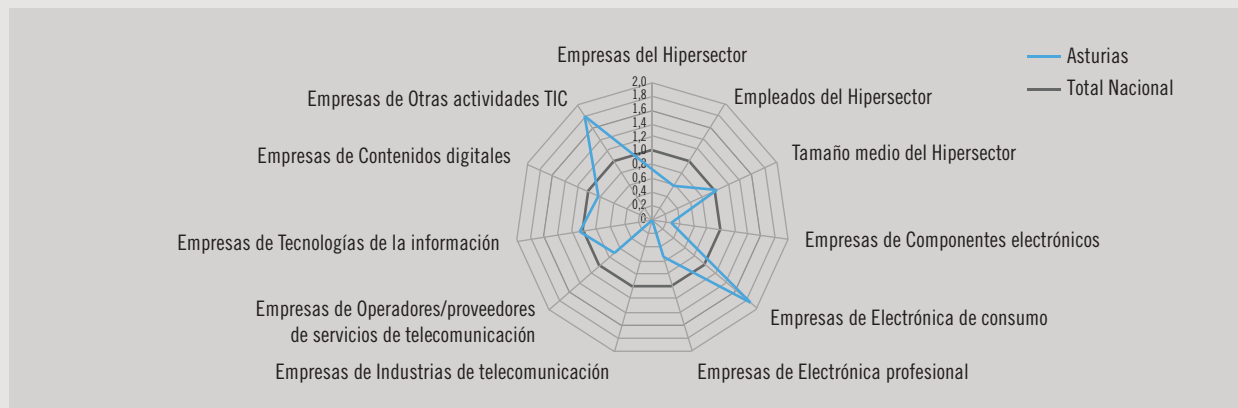 Empresas del Hipersector
Asturias
Total Nacional
Empresas de Otras actividades TIC
Empleados del Hipersector
Empresas de Contenidos digitales
Tamaño medio del Hipersector
2,0
1,8
1,6
1,4
1,2
1,0
0,8
0,6
0,4
0,2
0
Empresas de Tecnologías de la información
Empresas de Componentes electrónicos
Empresas de Operadores/proveedores
de servicios de telecomunicación
Empresas de Electrónica de consumo
Empresas de Industrias de telecomunicación
Empresas de Electrónica profesional